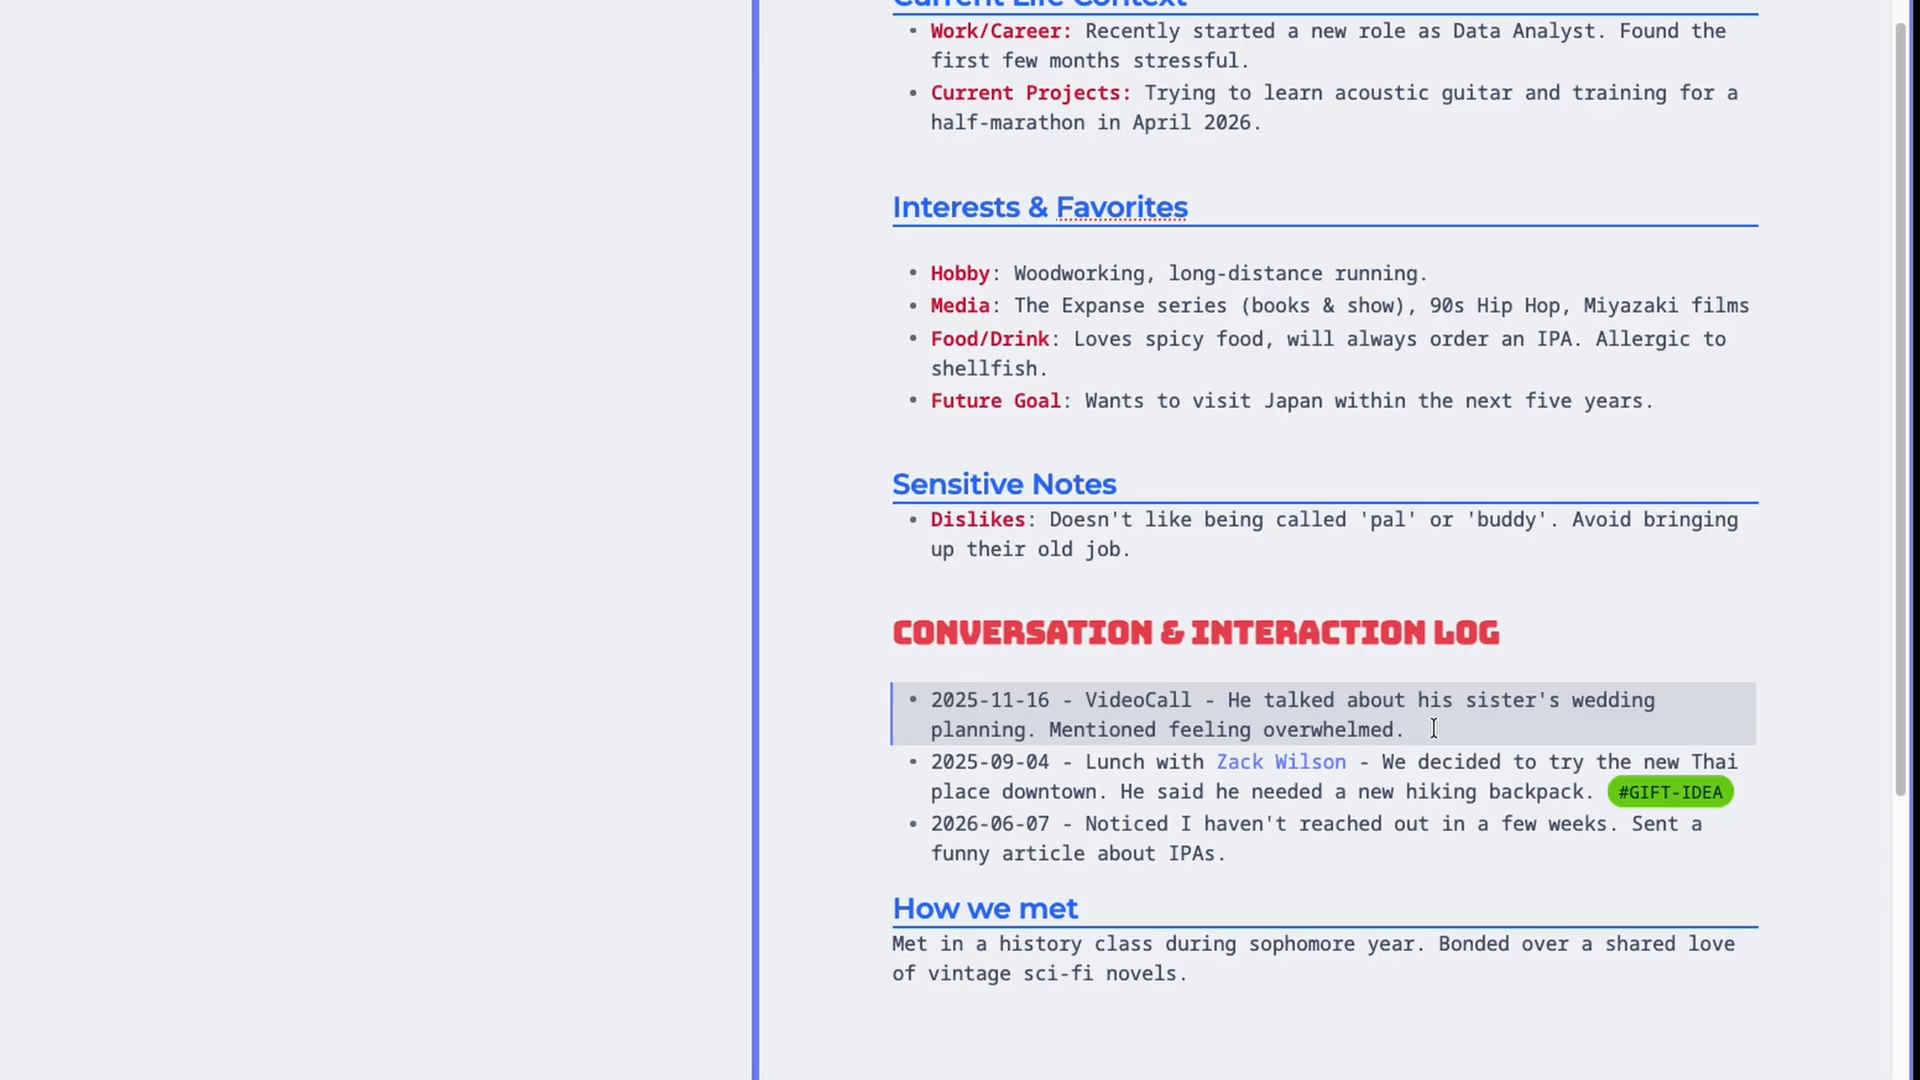 Current Life Context
• Work/Career: Recently started a new role as Data Analyst. Found the
first few months stressful.
• Current Projects: Trying to learn acoustic guitar and training for a
half-marathon in April 2026.
Interests & Favorites
• Hobby: Woodworking, long-distance running.
• Media: The Expanse series (books & show), 90s Hip Hop, Miyazaki films
• Food/Drink: Loves spicy food, will always order an IPA. Allergic to
shellfish.
• Future Goal: Wants to visit Japan within the next five years.
Sensitive Notes
• Dislikes: Doesn't like being called 'pal' or 'buddy'. Avoid bringing
up their old job.
CONVERSATION & INTERACTION LOG
• 2025-11-16 - VideoCall - He talked about his sister's wedding
planning. Mentioned feeling overwhelmed.
• 2025-09-04 - Lunch with Zack Wilson - We decided to try the new Thai
place downtown. He said he needed a new hiking backpack. #GIFT-IDEA
• 2026-06-07 - Noticed I haven't reached out in a few weeks. Sent a
funny article about IPAs.
How we met
Met in a history class during sophomore year. Bonded over a shared love
of vintage sci-fi novels.